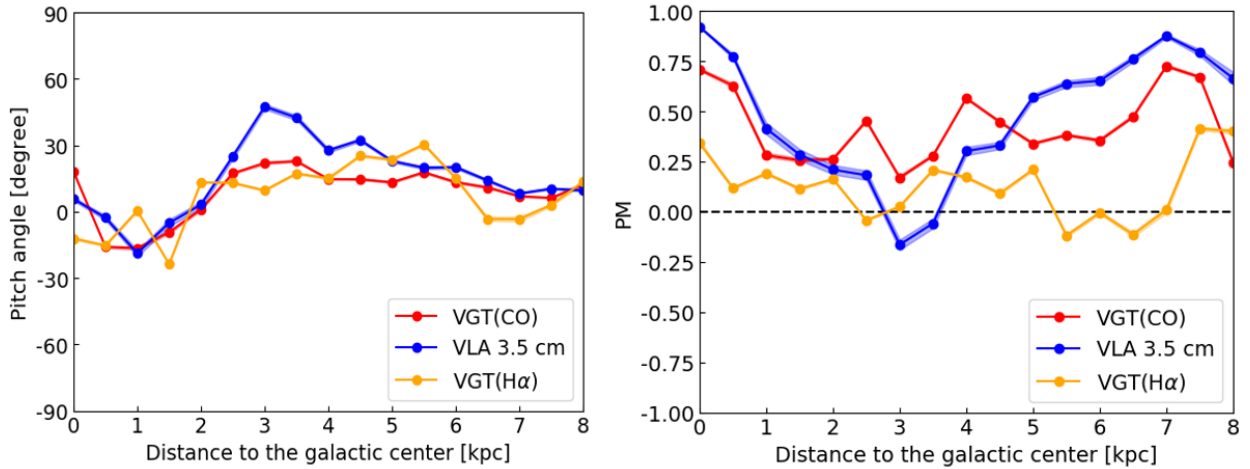 90
60
30
0
-30
-60
-90
Pitch angle [degree]
VGT(CO)
VLA 3.5 cm
VGT(Hα)
0 1 2 3 4 5 6 7 8
Distance to the galactic center [kpc]
1.00
0.75
0.50
0.25
0.00
-0.25
-0.50
-0.75
-1.00
PM
VGT(CO)
VLA 3.5 cm
VGT(Hα)
0 1 2 3 4 5 6 7 8
Distance to the galactic center [kpc]